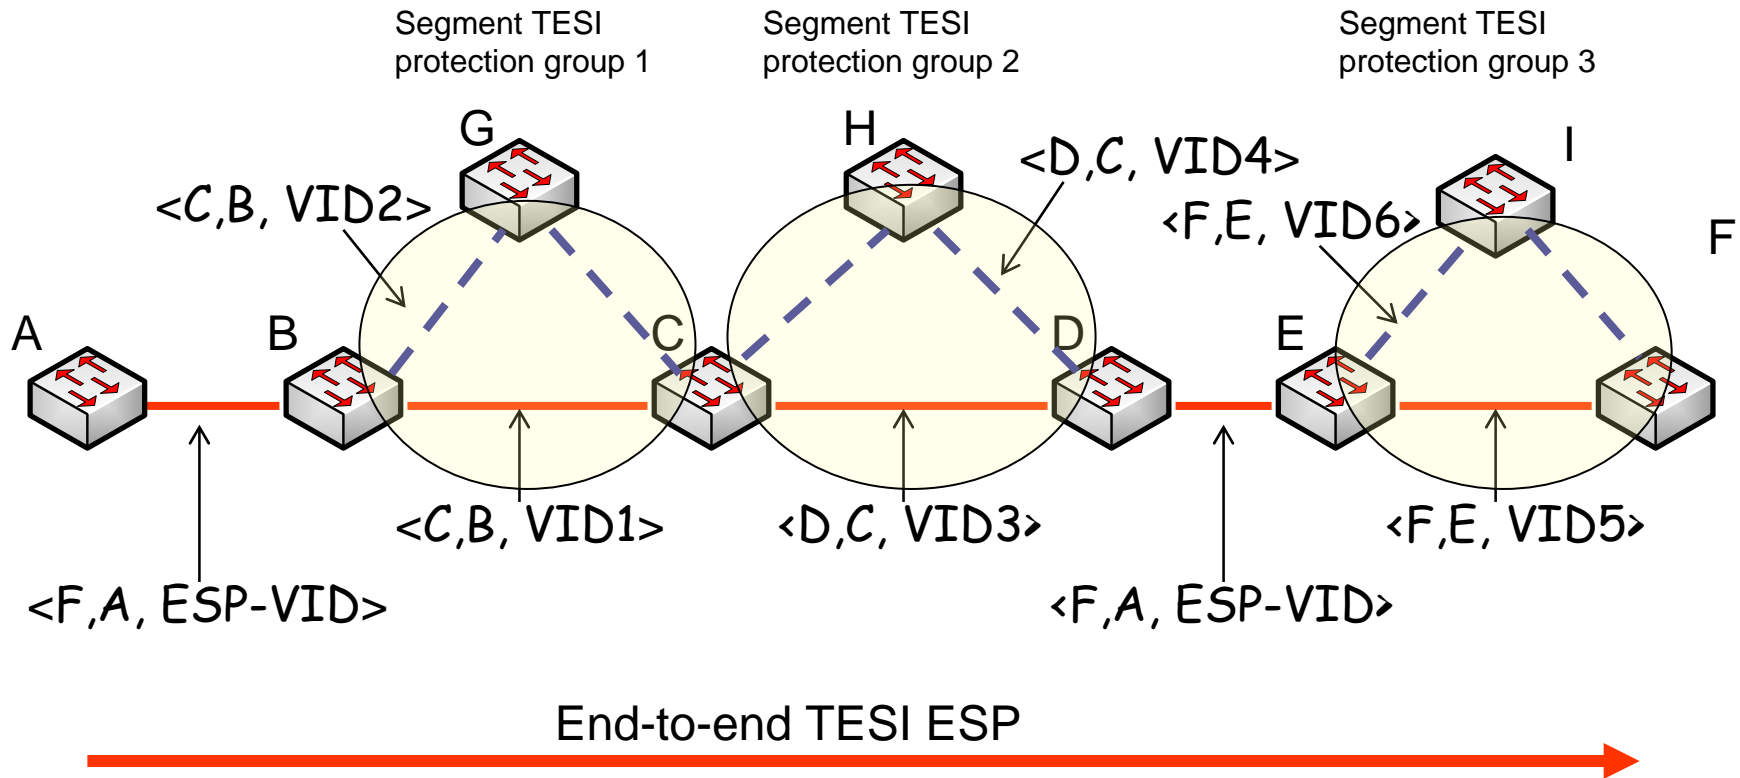 Segment TESI
protection group 1
Segment TESI
protection group 2
Segment TESI
protection group 3
G
H
I
<D,C, VID4>
<C,B, VID2>
<F,E, VID6>
F
A
B
C
D
E
<C,B, VID1>
<D,C, VID3>
<F,E, VID5>
<F,A, ESP-VID>
<F,A, ESP-VID>
End-to-end TESI ESP